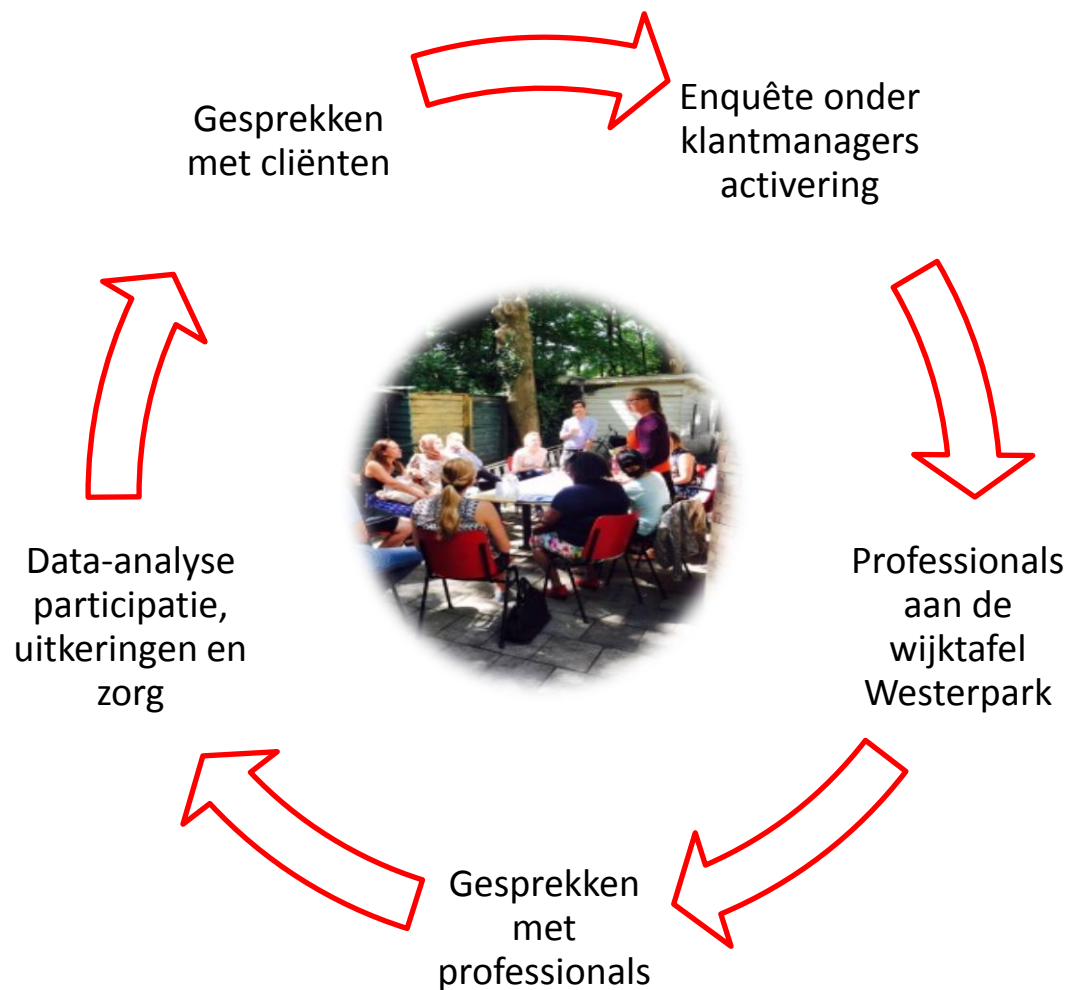 Gesprekken
met cliënten
Enquête onder
klantmanagers
activering
Professionals
aan de
wijktafel
Westerpark
Gesprekken
met
professionals
Data-analyse
participatie,
uitkeringen en
zorg